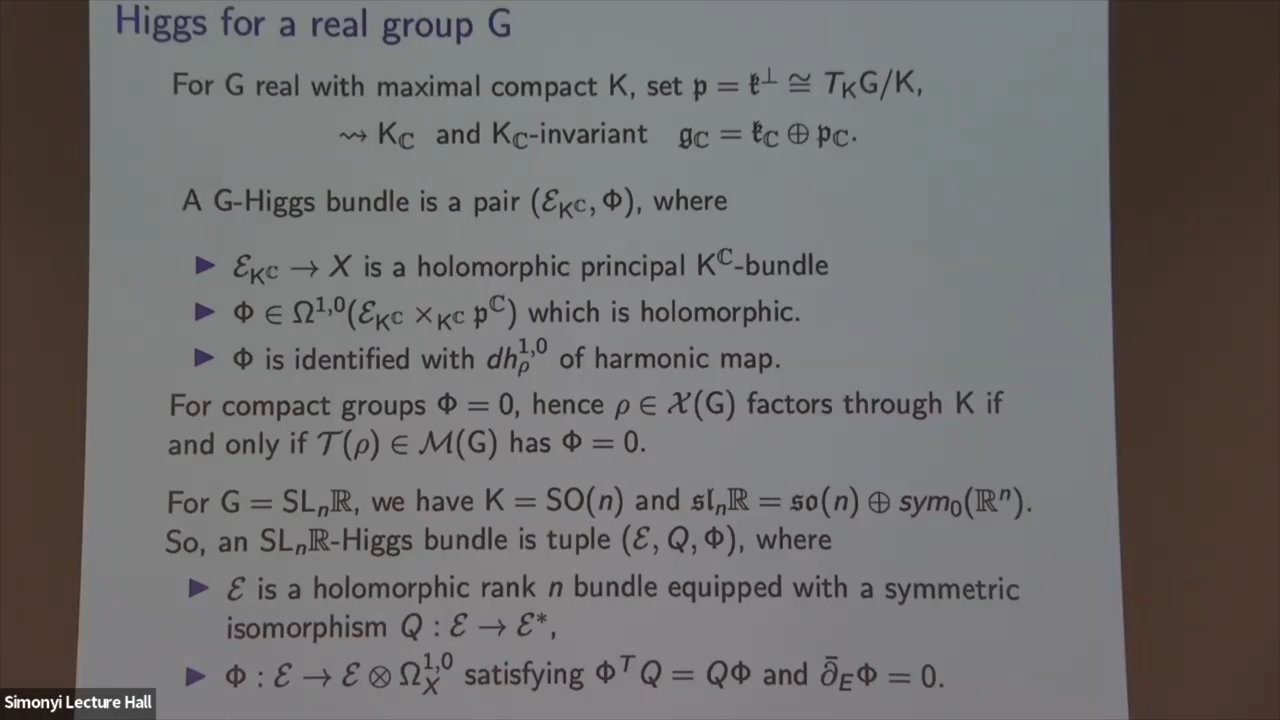 Higgs for a real group G
For G real with maximal compact K, set 𝔭 = 𝔨^⊥ ≅ T_K G/K,
⇝ K_ℂ and K_ℂ-invariant 𝔤_ℂ = 𝔨_ℂ ⊕ 𝔭_ℂ.
A G-Higgs bundle is a pair (ℰ_{K^ℂ}, Φ), where
▶ ℰ_{K^ℂ} → X is a holomorphic principal K^ℂ-bundle
▶ Φ ∈ Ω^{1,0}(ℰ_{K^ℂ} ×_{K^ℂ} 𝔭^ℂ) which is holomorphic.
▶ Φ is identified with dh_ρ^{1,0} of harmonic map.
For compact groups Φ = 0, hence ρ ∈ 𝒳(G) factors through K if
and only if 𝒯(ρ) ∈ ℳ(G) has Φ = 0.
For G = SL_nℝ, we have K = SO(n) and 𝔰𝔩_nℝ = 𝔰𝔬(n) ⊕ sym_0(ℝ^n).
So, an SL_nℝ-Higgs bundle is tuple (ℰ, Q, Φ), where
▶ ℰ is a holomorphic rank n bundle equipped with a symmetric
isomorphism Q : ℰ → ℰ*,
▶ Φ : ℰ → ℰ ⊗ Ω_X^{1,0} satisfying Φ^T Q = QΦ and ∂̄_E Φ = 0.
Simonyi Lecture Hall